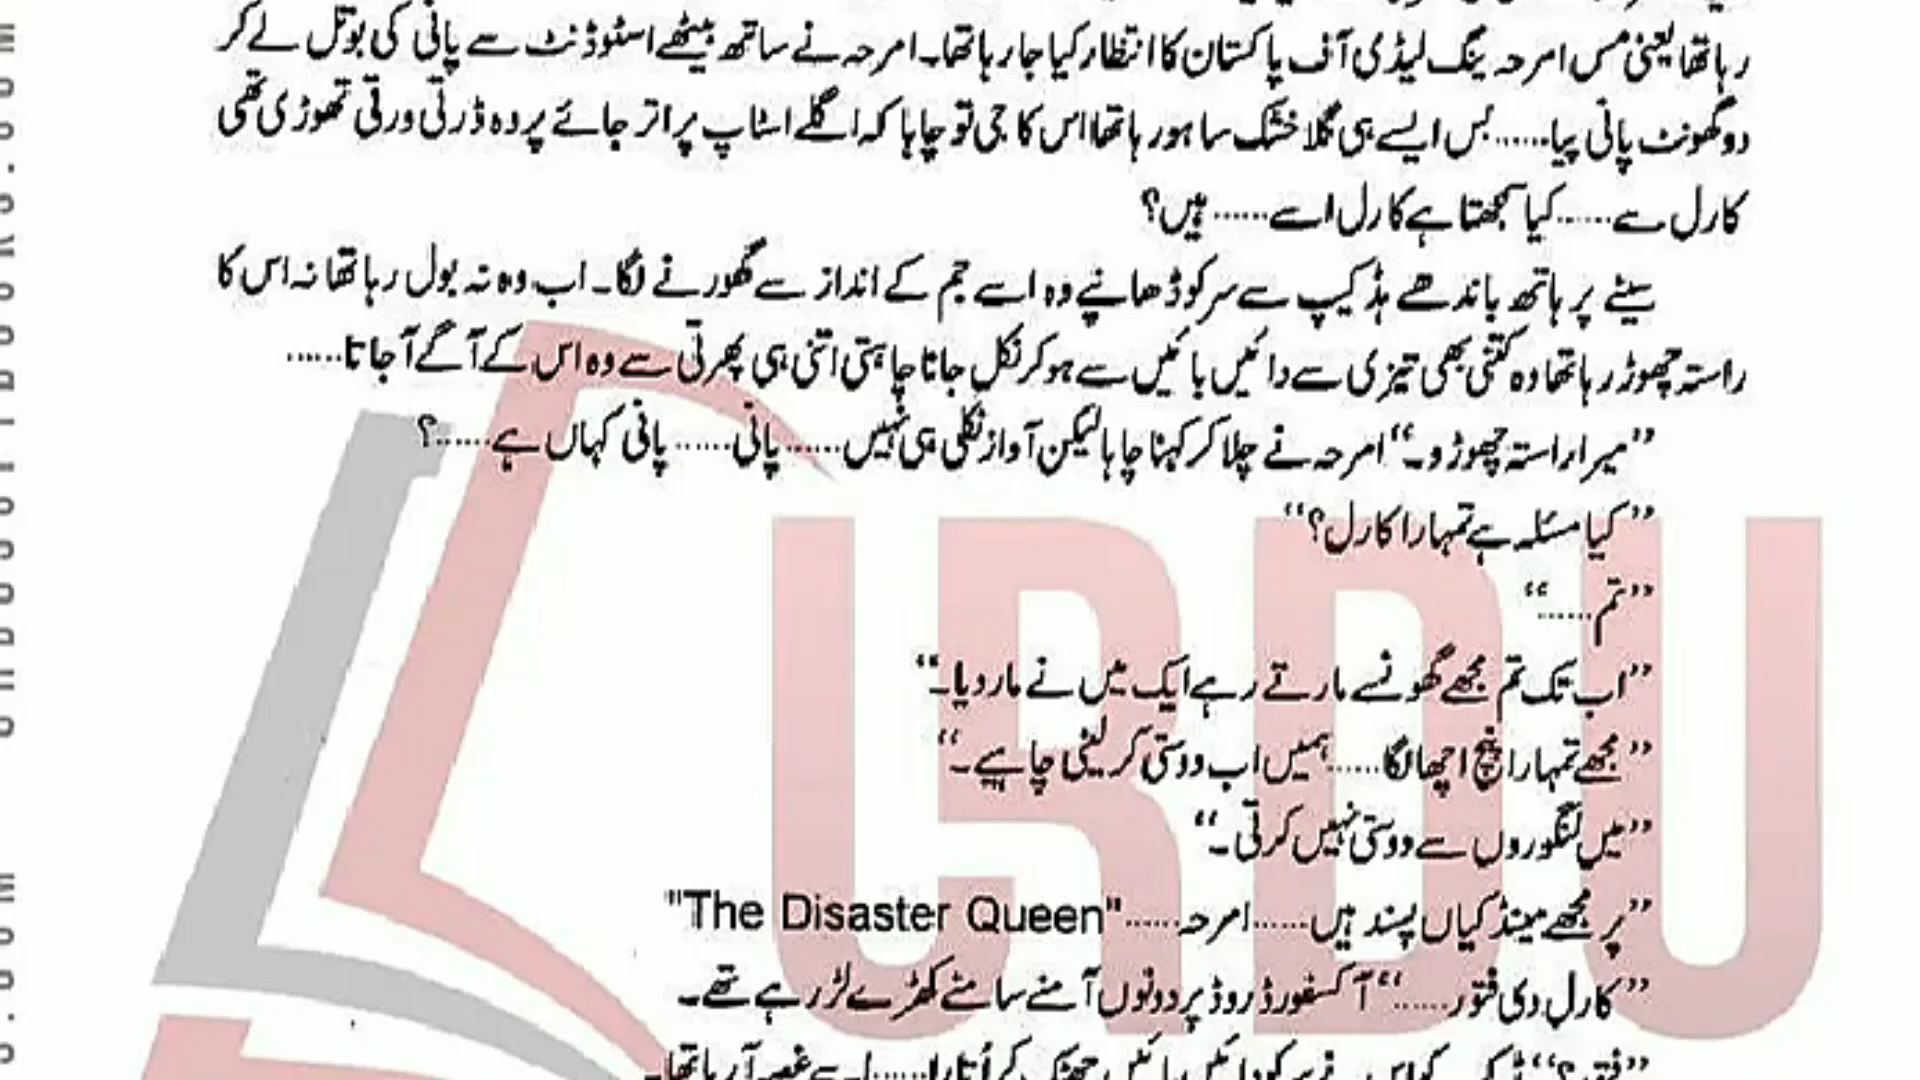 رہا تھا یعنی مس امرحہ ینگ لیڈی آف پاکستان کا انتظار کیا جا رہا تھا۔ امرحہ نے ساتھ بیٹھے اسٹوڈنٹ سے پانی کی بوتل لے کر
دو گھونٹ پانی پیا...... بس ایسے ہی گلا خشک سا ہو رہا تھا اس کا جی تو چاہا کہ اگلے اسٹاپ پر اتر جائے پر وہ ڈرتی ورتی تھوڑی تھی
کارل سے...... کیا سمجھتا ہے کارل اسے...... ہیں؟
سینے پر ہاتھ باندھے ہڈ کیپ سے سر کو ڈھانپے وہ اسے جم کے انداز سے گھورنے لگا۔ اب وہ نہ بول رہا تھا نہ اس کا
راستہ چھوڑ رہا تھا وہ کتنی بھی تیزی سے دائیں بائیں سے ہو کر نکل جانا چاہتی اتنی ہی پھرتی سے وہ اس کے آگے آ جاتا......
”میرا راستہ چھوڑو۔“ امرحہ نے چلا کر کہنا چاہا لیکن آواز نکلی ہی نہیں...... پانی...... پانی کہاں ہے......؟
”کیا مسئلہ ہے تمہارا کارل؟“
”تم......“
”اب تک تم مجھے گھونسے مارتے رہے ایک میں نے مار دیا۔“
”مجھے تمہارا پنچ اچھا لگا...... ہمیں اب دوستی کر لینی چاہیے۔“
”میں لنگوروں سے دوستی نہیں کرتی۔“
”پر مجھے مینڈکیاں پسند ہیں...... امرحہ...... "The Disaster Queen"
”کارل دی فتور......“ آکسفورڈ روڈ پر دونوں آمنے سامنے کھڑے لڑ رہے تھے۔
URDU